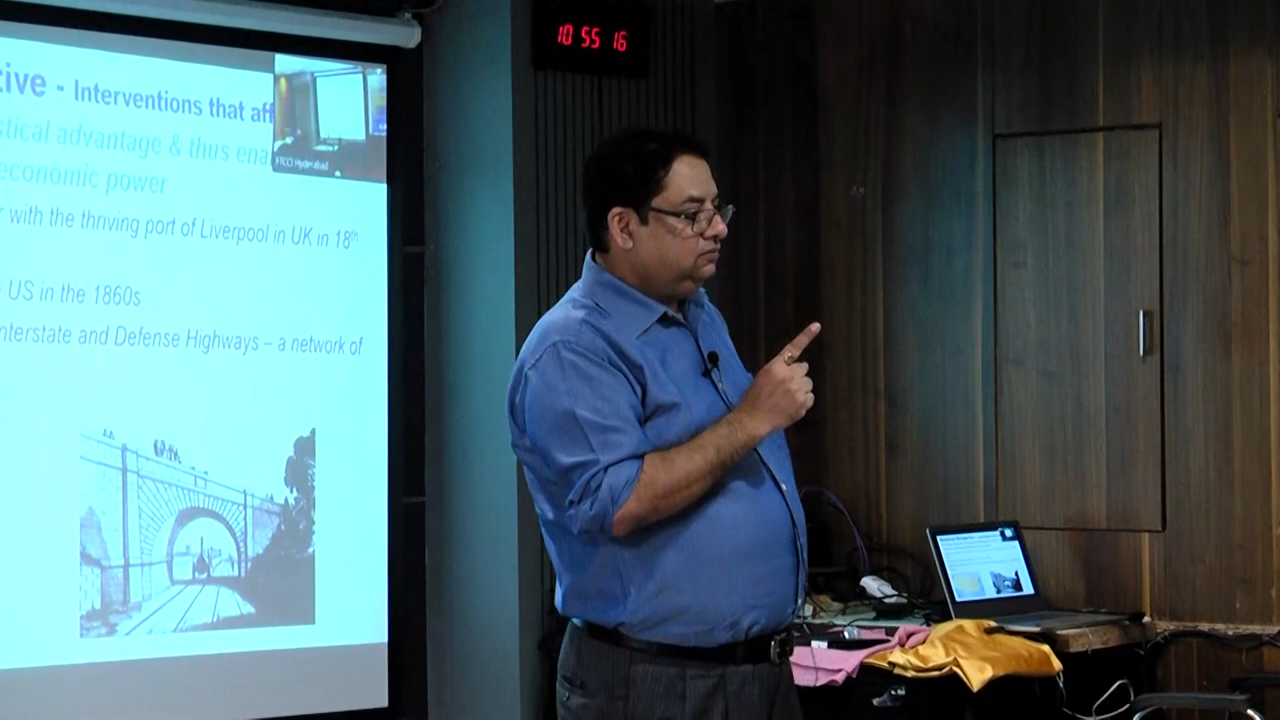 10 55 16
tive - Interventions that aff
stical advantage & thus ena
FTCCI Hyderabad
economic power
r with the thriving port of Liverpool in UK in 18th
US in the 1860s
nterstate and Defense Highways – a network of